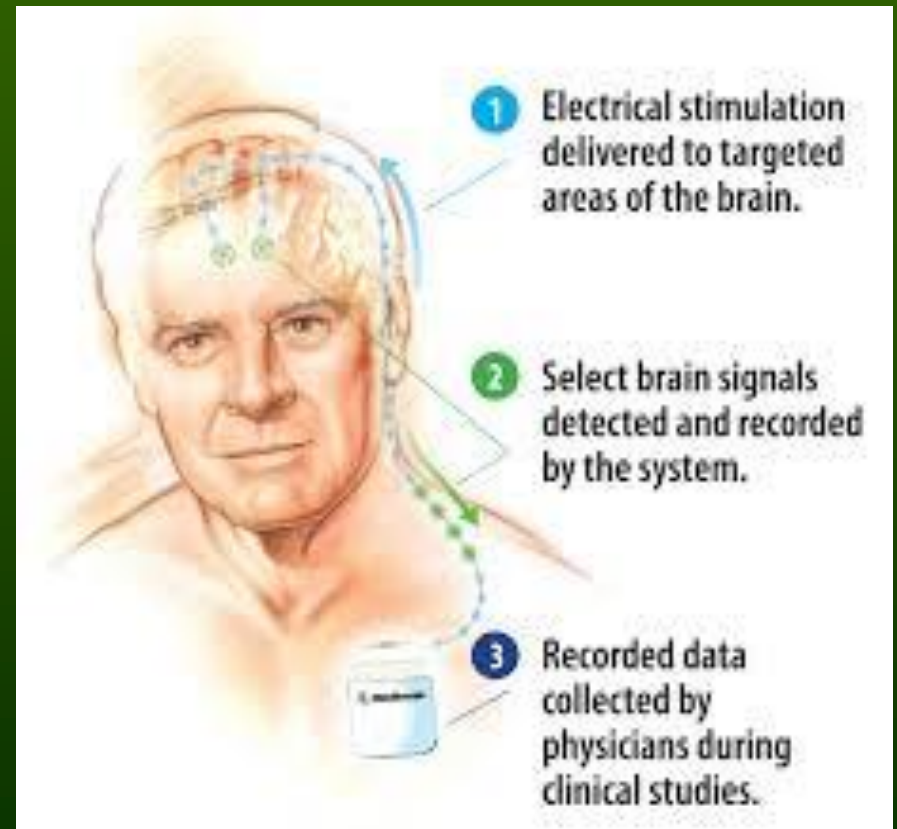 1 Electrical stimulation
delivered to targeted
areas of the brain.
2 Select brain signals
detected and recorded
by the system.
3 Recorded data
collected by
physicians during
clinical studies.